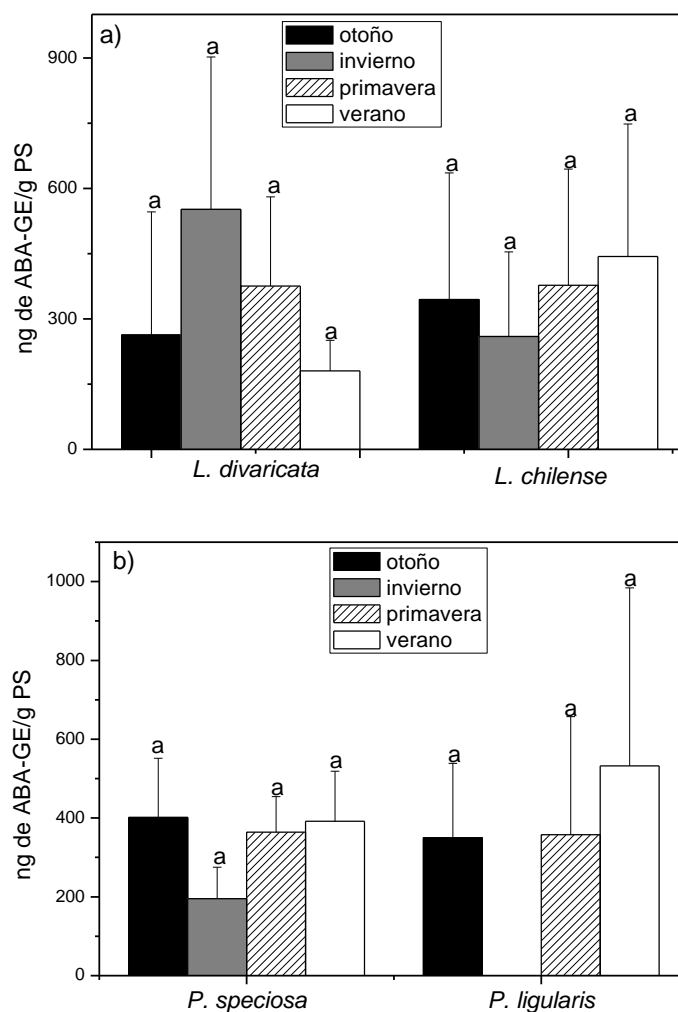 a)
otoño
invierno
primavera
verano
900
600
300
0
ng de ABA-GE/g PS
a a a a a a a a
L. divaricata L. chilense
b)
otoño
invierno
primavera
verano
1000
800
600
400
200
0
ng de ABA-GE/g PS
a a a a a a a
P. speciosa P. ligularis